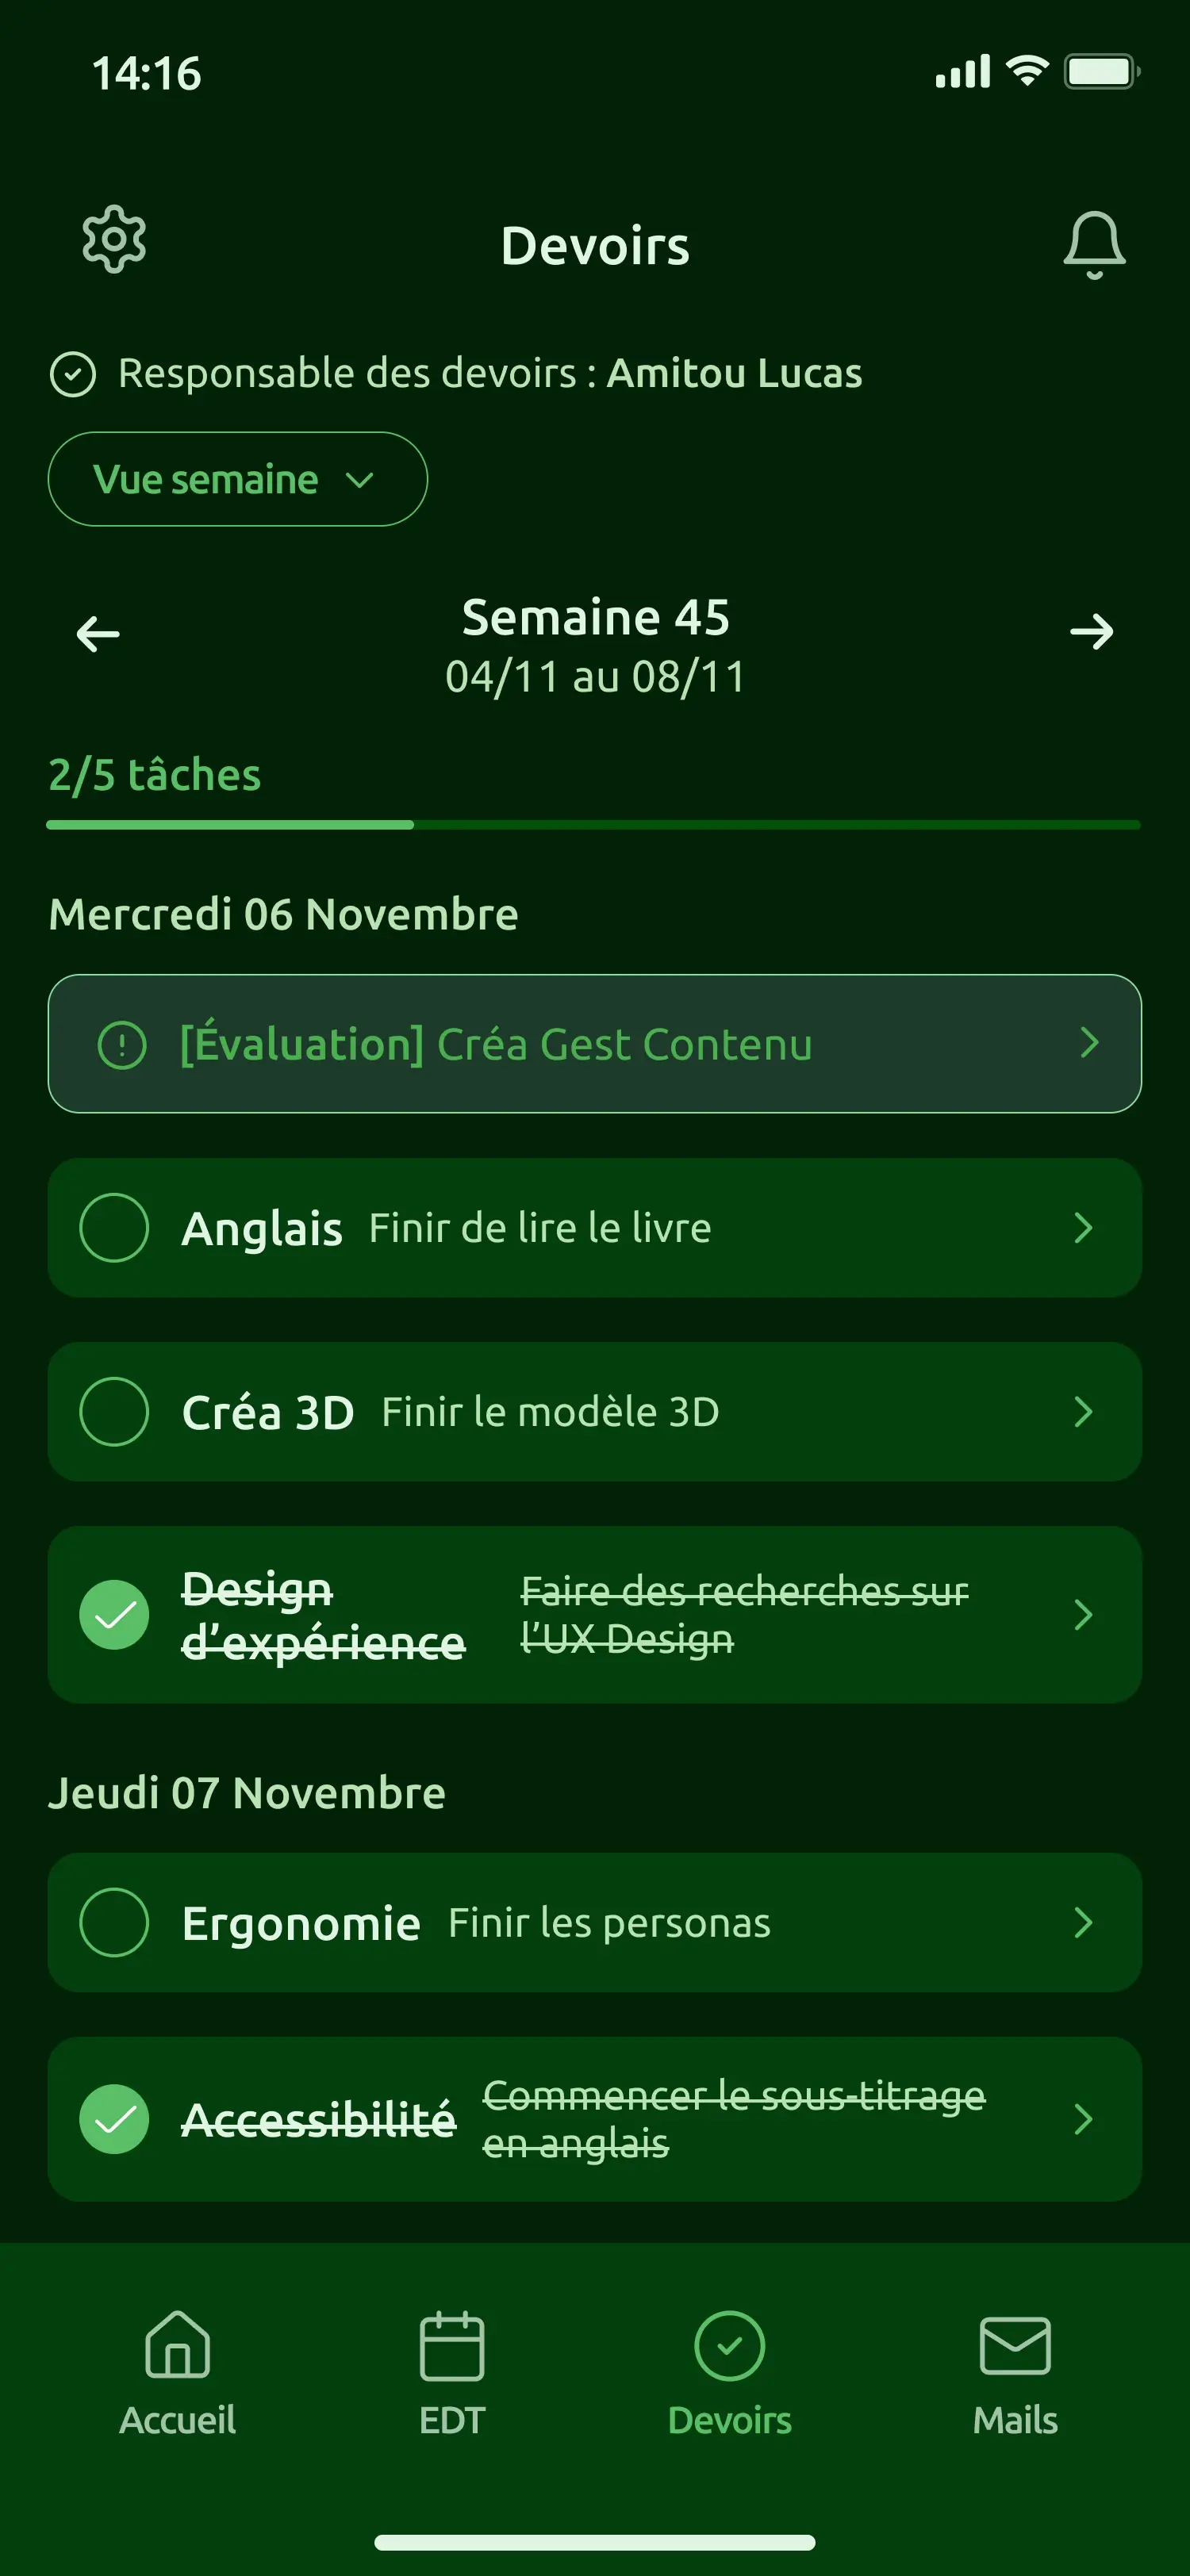 14:16
Devoirs
Responsable des devoirs : Amitou Lucas
Vue semaine
Semaine 45
04/11 au 08/11
2/5 tâches
Mercredi 06 Novembre
[Évaluation] Créa Gest Contenu
Anglais Finir de lire le livre
Créa 3D Finir le modèle 3D
Design
d’expérience
Faire des recherches sur
l’UX Design
Jeudi 07 Novembre
Ergonomie Finir les personas
Accessibilité
Commencer le sous-titrage
en anglais
Accueil
EDT
Devoirs
Mails